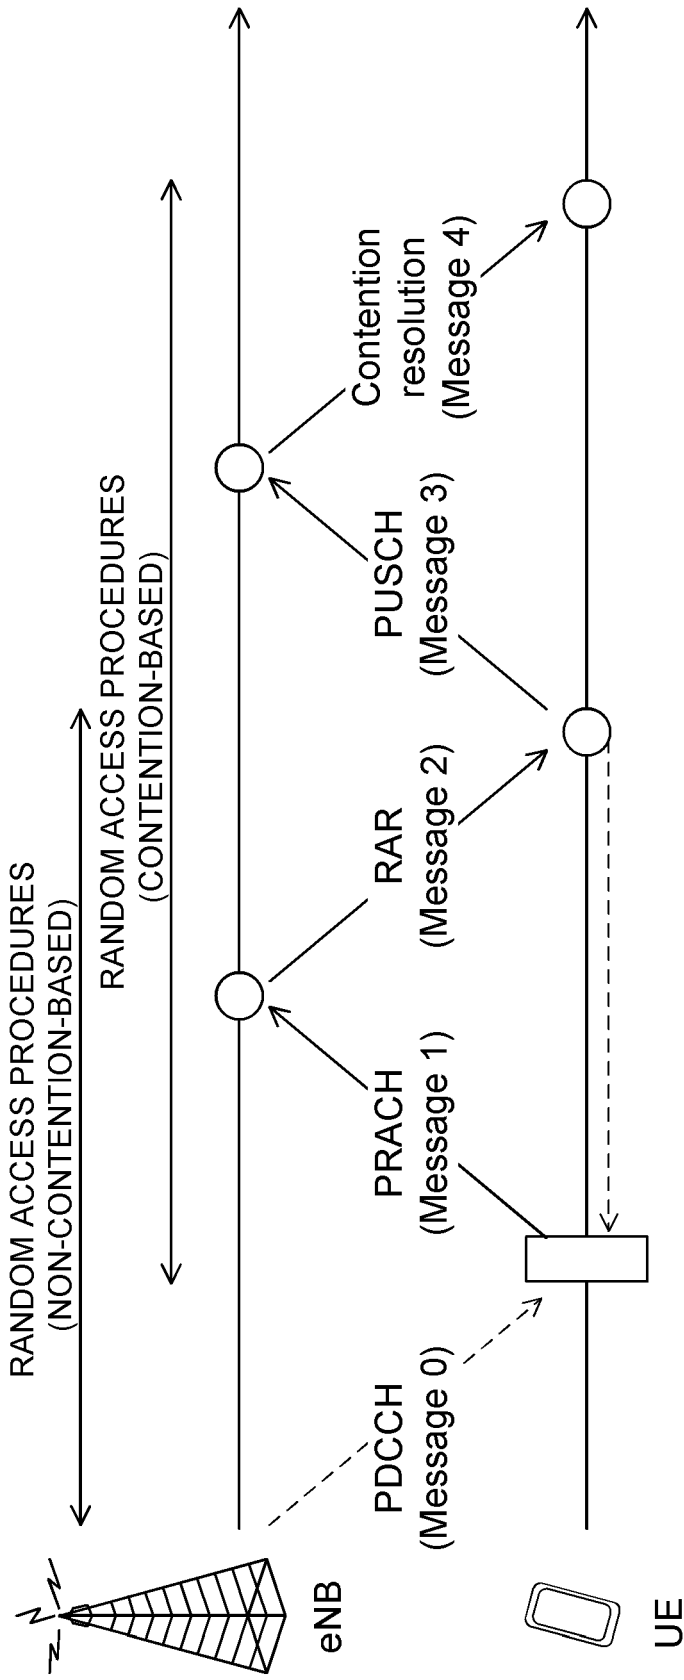 RANDOM ACCESS PROCEDURES
(NON-CONTENTION-BASED)
RANDOM ACCESS PROCEDURES
(CONTENTION-BASED)
eNB
PDCCH
(Message 0)
PRACH
(Message 1)
RAR
(Message 2)
PUSCH
(Message 3)
Contention
resolution
(Message 4)
UE